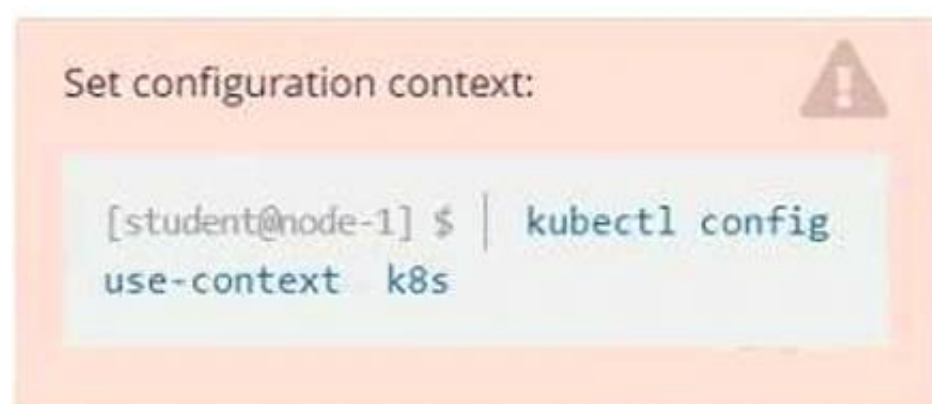 Set configuration context:
[student@node-1] $ | kubectl config
use-context k8s